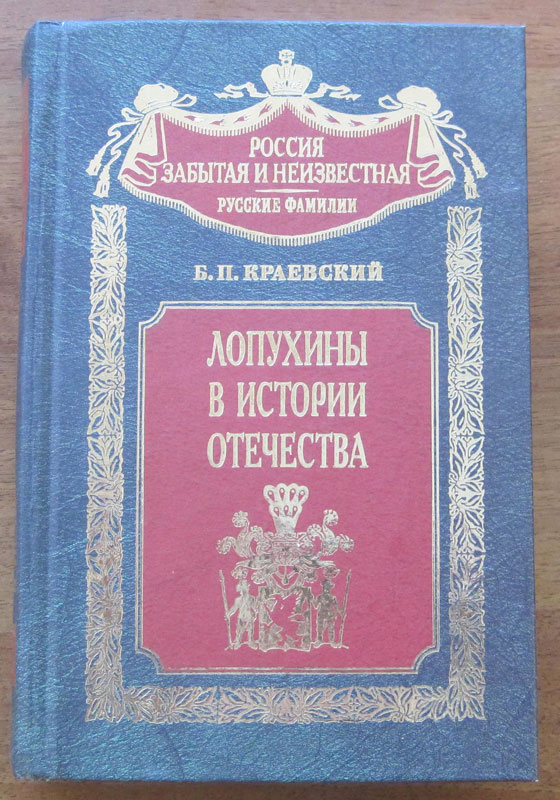 РОССИЯ
ЗАБЫТАЯ И НЕИЗВЕСТНАЯ
РУССКИЕ ФАМИЛИИ
Б. П. КРАЕВСКИЙ
ЛОПУХИНЫ
В ИСТОРИИ
ОТЕЧЕСТВА